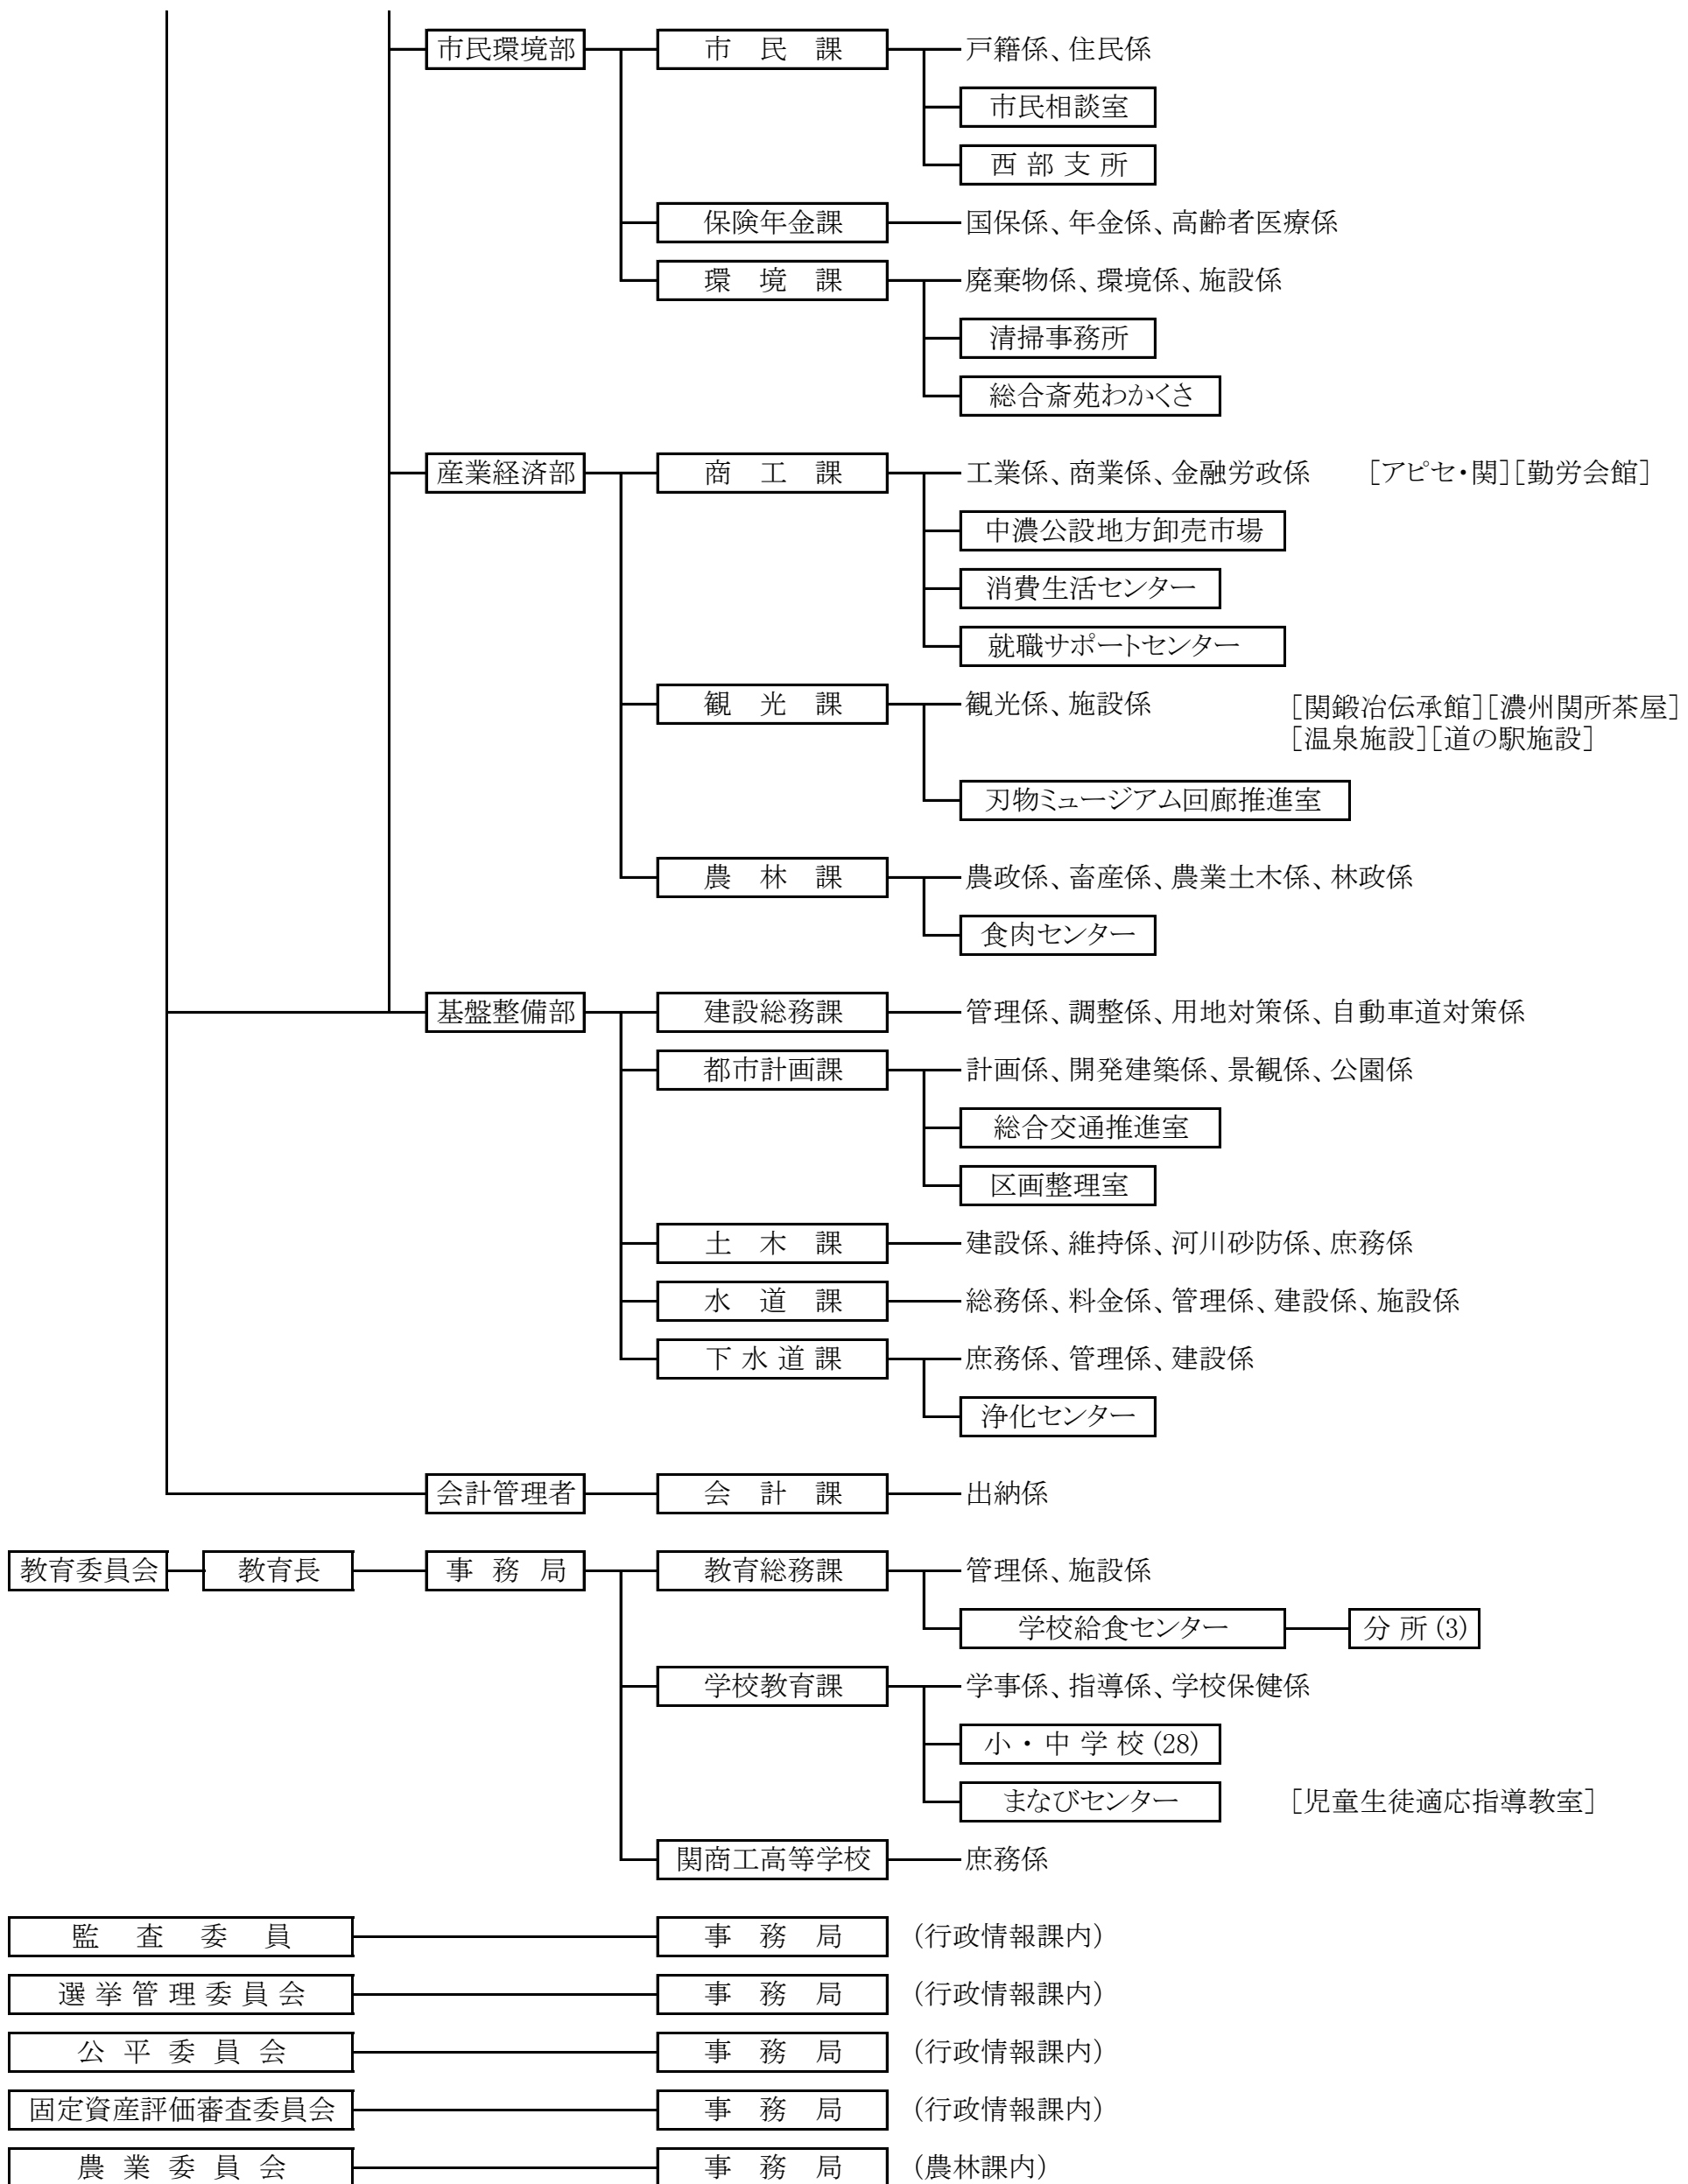 市民環境部 市民課 戸籍係、住民係
市民相談室
西部支所
保険年金課 国保係、年金係、高齢者医療係
環境課 廃棄物係、環境係、施設係
清掃事務所
総合斎苑わかくさ
産業経済部 商工課 工業係、商業係、金融労政係 [アピセ・関][勤労会館]
中濃公設地方卸売市場
消費生活センター
就職サポートセンター
観光課 観光係、施設係 [関鍛冶伝承館][濃州関所茶屋]
[温泉施設][道の駅施設]
刃物ミュージアム回廊推進室
農林課 農政係、畜産係、農業土木係、林政係
食肉センター
基盤整備部 建設総務課 管理係、調整係、用地対策係、自動車道対策係
都市計画課 計画係、開発建築係、景観係、公園係
総合交通推進室
区画整理室
土木課 建設係、維持係、河川砂防係、庶務係
水道課 総務係、料金係、管理係、建設係、施設係
下水道課 庶務係、管理係、建設係
浄化センター
会計管理者 会計課 出納係
教育委員会 教育長 事務局 教育総務課 管理係、施設係
学校給食センター 分所(3)
学校教育課 学事係、指導係、学校保健係
小・中学校(28)
まなびセンター [児童生徒適応指導教室]
関商工高等学校 庶務係
監査委員 事務局 (行政情報課内)
選挙管理委員会 事務局 (行政情報課内)
公平委員会 事務局 (行政情報課内)
固定資産評価審査委員会 事務局 (行政情報課内)
農業委員会 事務局 (農林課内)